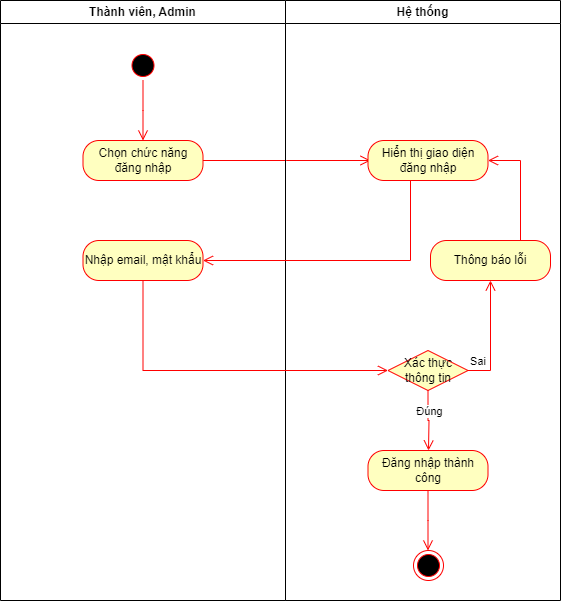 Thành viên, Admin
Hệ thống
Chọn chức năng
đăng nhập
Hiển thị giao diện
đăng nhập
Nhập email, mật khẩu
Thông báo lỗi
Xác thực
thông tin
Sai
Đúng
Đăng nhập thành
công